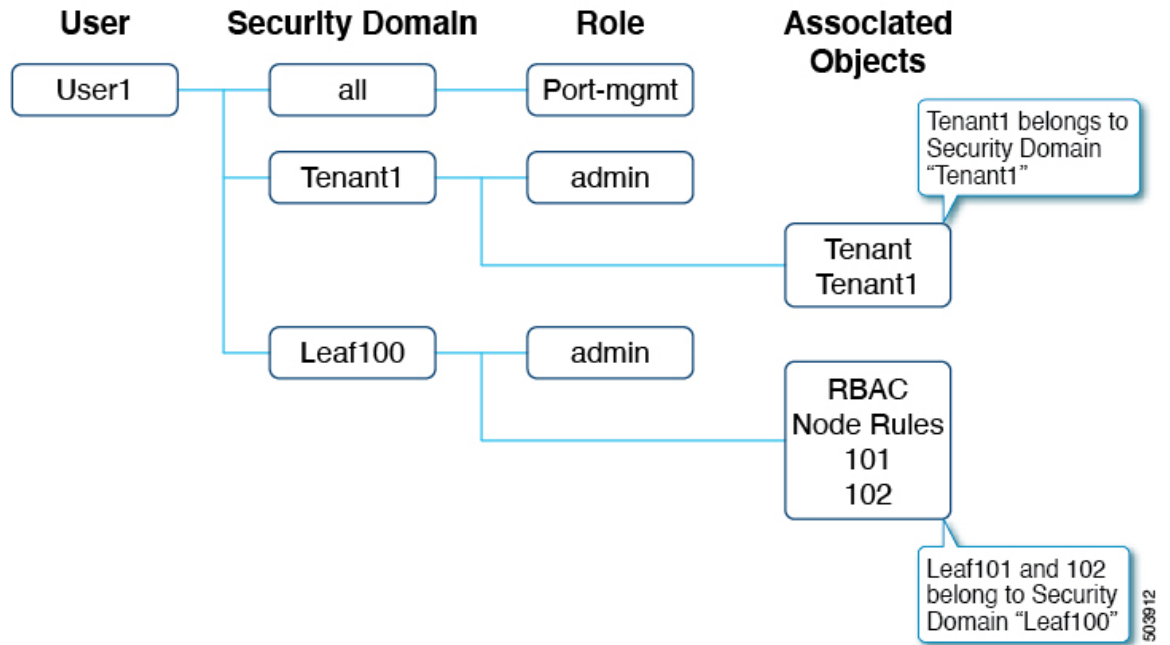 User Security Domain Role Associated
Objects
User1 all Port-mgmt
Tenant1 belongs to
Security Domain
“Tenant1”
Tenant1 admin
Tenant
Tenant1
Leaf100 admin
RBAC
Node Rules
101
102
Leaf101 and 102
belong to Security
Domain “Leaf100”
503912